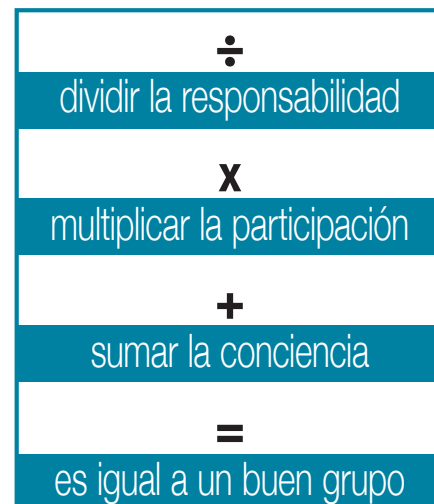 ÷
dividir la responsabilidad
x
multiplicar la participación
+
sumar la conciencia
=
es igual a un buen grupo